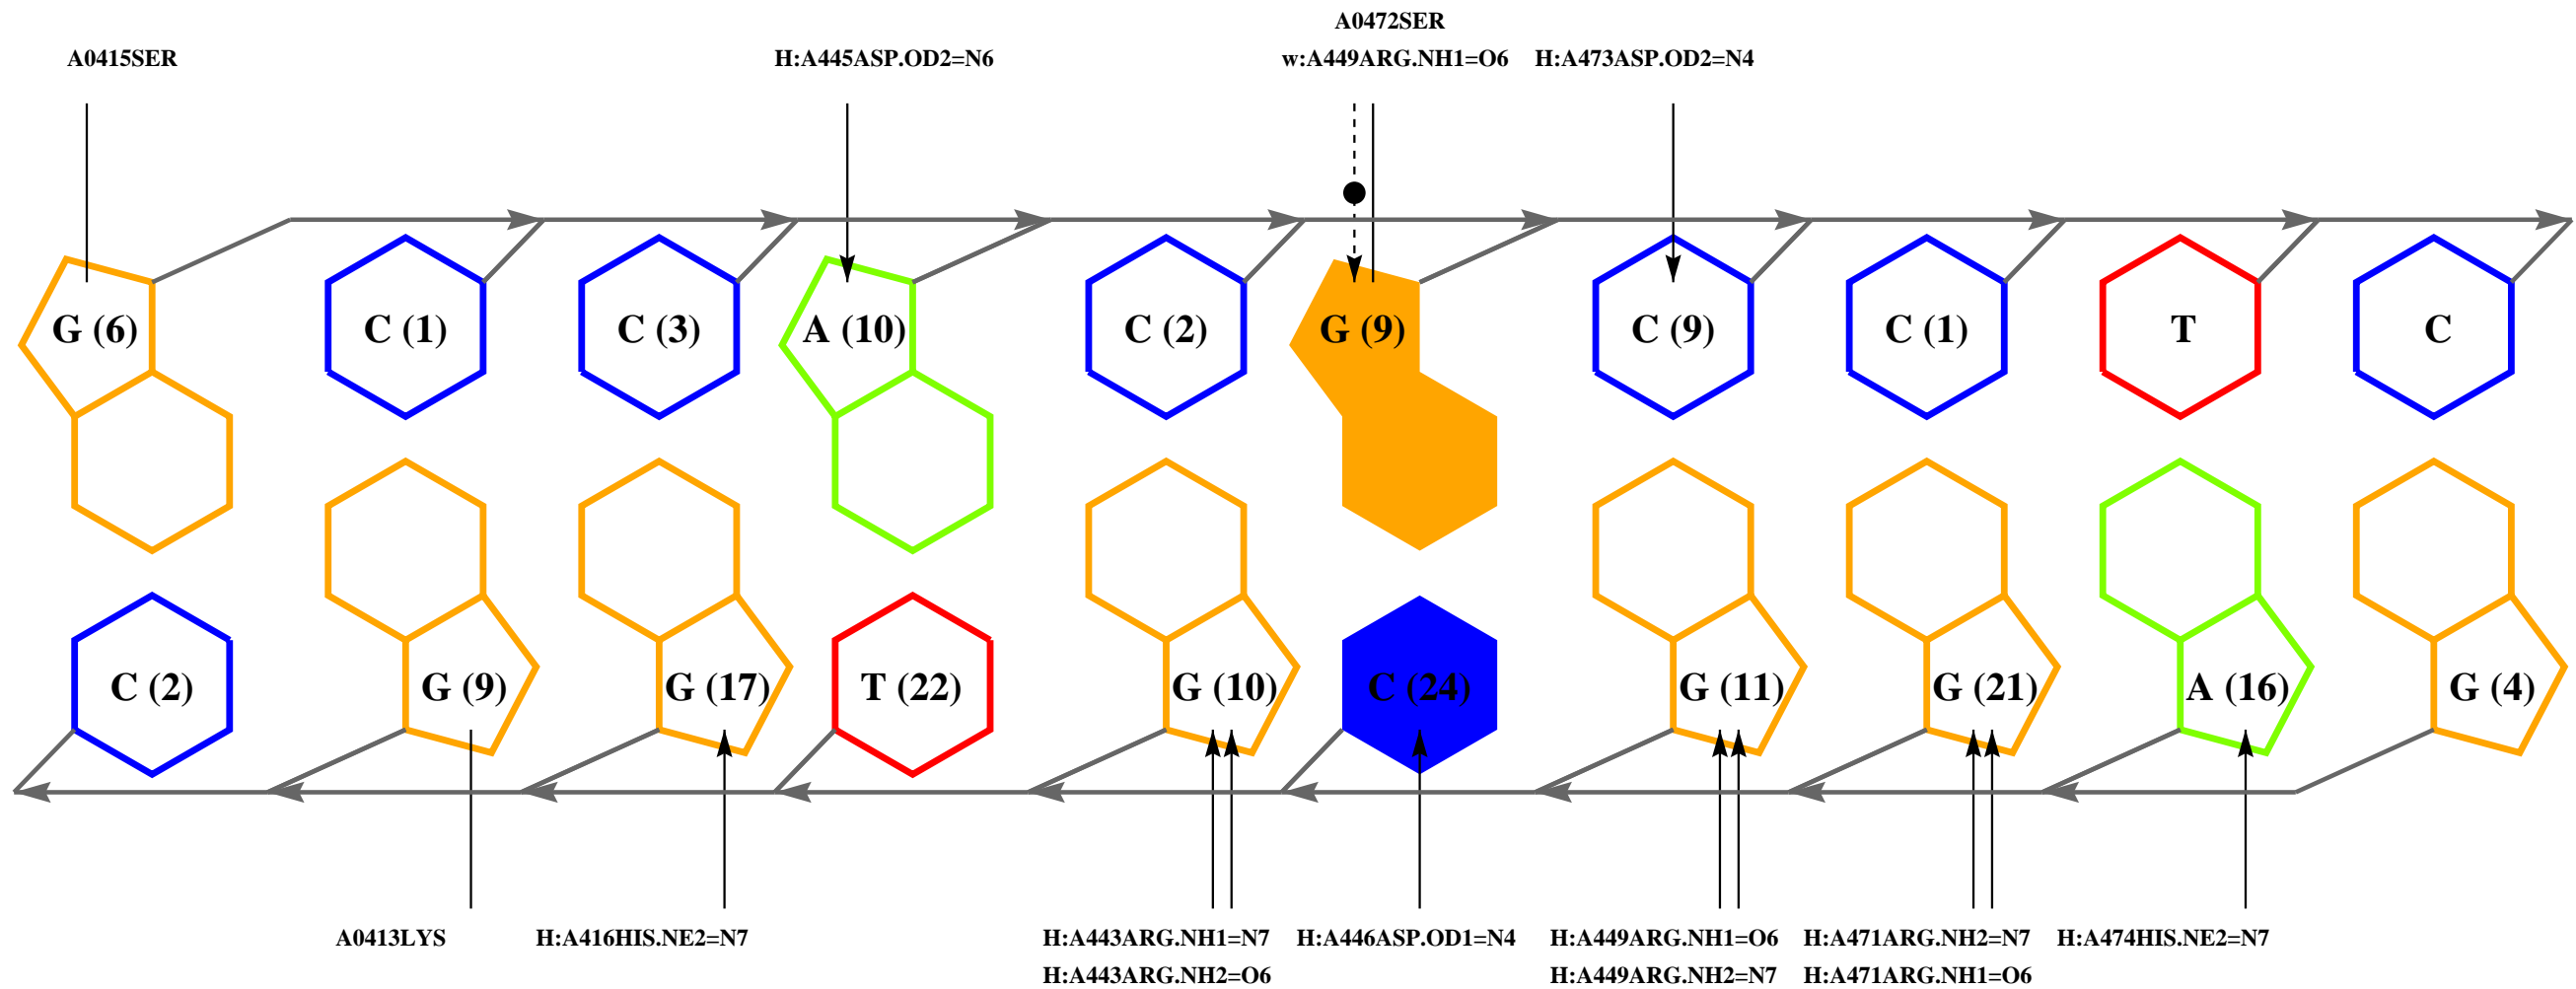 A0472SER
A0415SER
H:A445ASP.OD2=N6
w:A449ARG.NH1=O6
H:A473ASP.OD2=N4
G (6)
C (1)
C (3)
A (10)
C (2)
G (9)
C (9)
C (1)
T
C
C (2)
G (9)
G (17)
T (22)
G (10)
C (24)
G (11)
G (21)
A (16)
G (4)
A0413LYS
H:A416HIS.NE2=N7
H:A443ARG.NH1=N7
H:A443ARG.NH2=O6
H:A446ASP.OD1=N4
H:A449ARG.NH1=O6
H:A449ARG.NH2=N7
H:A471ARG.NH2=N7
H:A471ARG.NH1=O6
H:A474HIS.NE2=N7